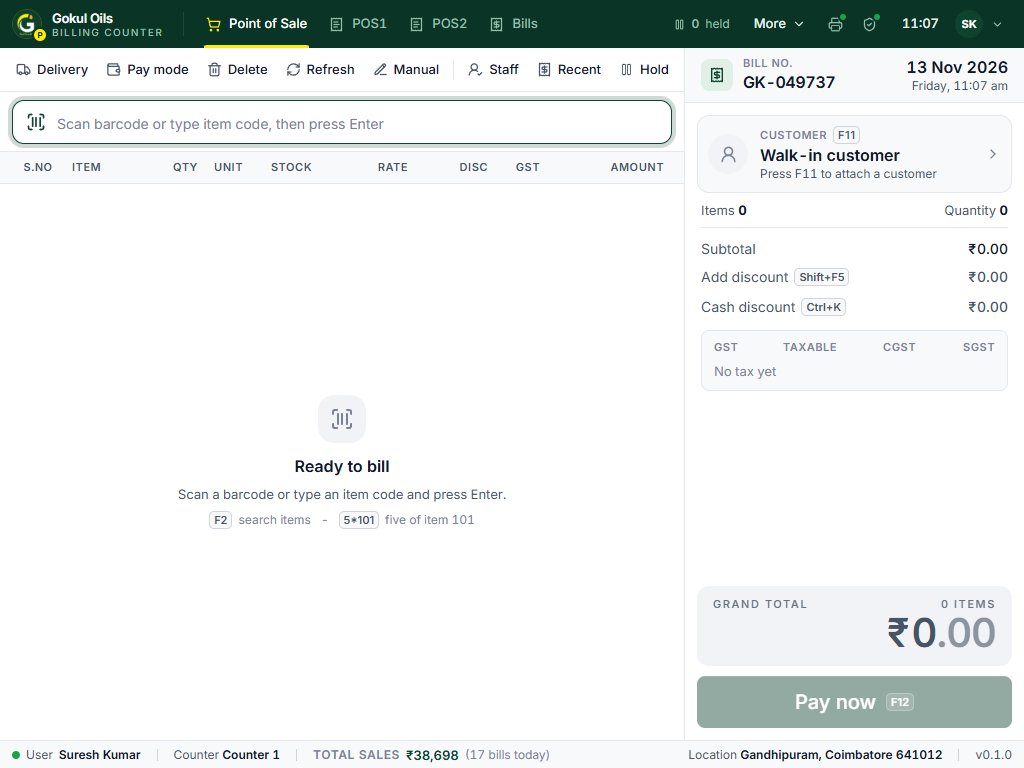 Gokul Oils
BILLING COUNTER
P
Point of Sale
POS1
POS2
Bills
0 held
More
11:07
SK
Delivery
Pay mode
Delete
Refresh
Manual
Staff
Recent
Hold
BILL NO.
GK-049737
13 Nov 2026
Friday, 11:07 am
Scan barcode or type item code, then press Enter
S.NO ITEM QTY UNIT STOCK RATE DISC GST AMOUNT
CUSTOMER F11
Walk-in customer
Press F11 to attach a customer
Items 0 Quantity 0
Subtotal ₹0.00
Add discount Shift+F5 ₹0.00
Cash discount Ctrl+K ₹0.00
GST TAXABLE CGST SGST
No tax yet
Ready to bill
Scan a barcode or type an item code and press Enter.
F2 search items - 5*101 five of item 101
GRAND TOTAL 0 ITEMS
₹0.00
Pay now F12
User Suresh Kumar
Counter Counter 1
TOTAL SALES ₹38,698 (17 bills today)
Location Gandhipuram, Coimbatore 641012
v0.1.0